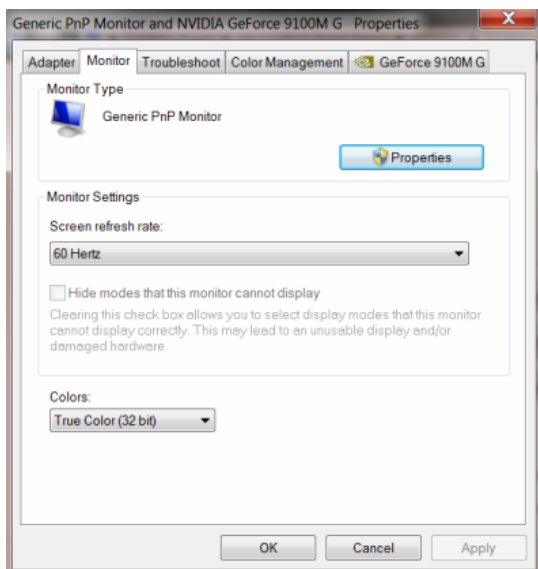 Generic PnP Monitor and NVIDIA GeForce 9100M G Properties
X
Adapter Monitor Troubleshoot Color Management GeForce 9100M G
Monitor Type
Generic PnP Monitor
Properties
Monitor Settings
Screen refresh rate:
60 Hertz
Hide modes that this monitor cannot display
Clearing this check box allows you to select display modes that this monitor
cannot display correctly. This may lead to an unusable display and/or
damaged hardware.
Colors:
True Color (32 bit)
OK Cancel Apply